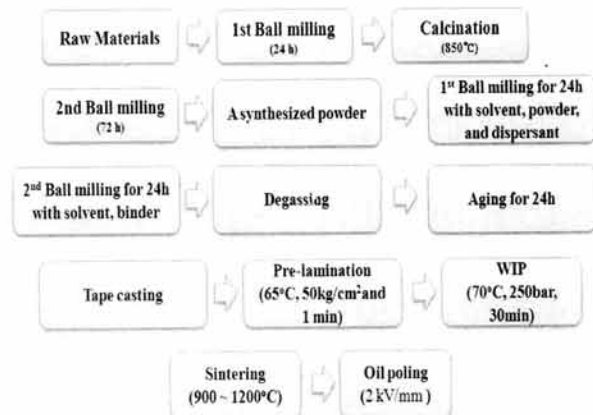 Raw Materials
1st Ball milling
(24 h)
Calcination
(850°C)
2nd Ball milling
(72 h)
A synthesized powder
1st Ball milling for 24h
with solvent, powder,
and dispersant
2nd Ball milling for 24h
with solvent, binder
Degassing
Aging for 24h
Tape casting
Pre-lamination
(65°C, 50kg/cm²and
1 min)
WIP
(70°C, 250bar,
30min)
Sintering
(900 ~ 1200°C)
Oil poling
(2 kV/mm )